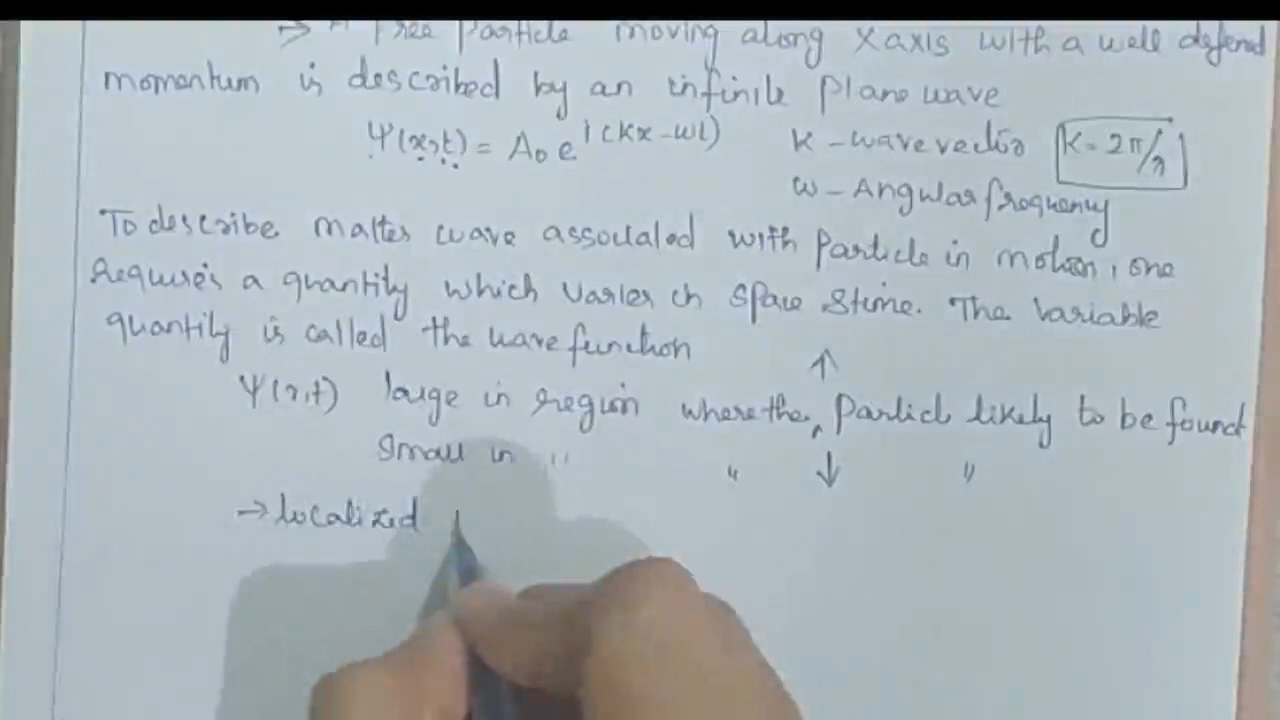 → A free particle moving along x axis with a well defined
momentum is described by an infinite plane wave
Ψ(x,t) = A₀ e^i(kx-ωt) k - wave vector k = 2π/λ
ω - Angular frequency
To describe matter wave associated with particle in motion, one
requires a quantity which varies in space & time. The variable
quantity is called the wave function
Ψ(r,t) large in region where the ↑ particle likely to be found
small in " " ↓ "
→ localized